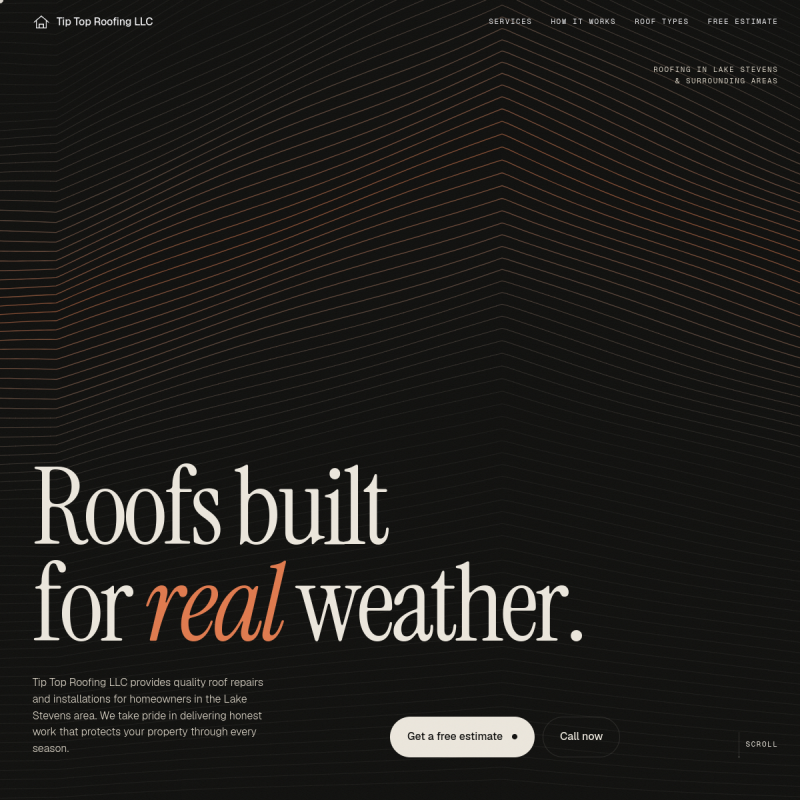 Tip Top Roofing LLC
SERVICES
HOW IT WORKS
ROOF TYPES
FREE ESTIMATE
ROOFING IN LAKE STEVENS
& SURROUNDING AREAS
Roofs built
for real weather.
Tip Top Roofing LLC provides quality roof repairs
and installations for homeowners in the Lake
Stevens area. We take pride in delivering honest
work that protects your property through every
season.
Get a free estimate
Call now
SCROLL